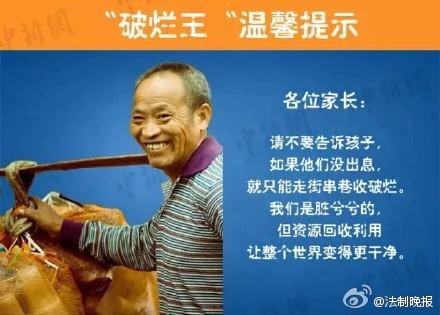 “破烂王“温馨提示
各位家长：
请不要告诉孩子，
如果他们没出息，
就只能走街串巷收破烂。
我们是脏兮兮的，
但资源回收利用
让整个世界变得更干净。
@法制晚报